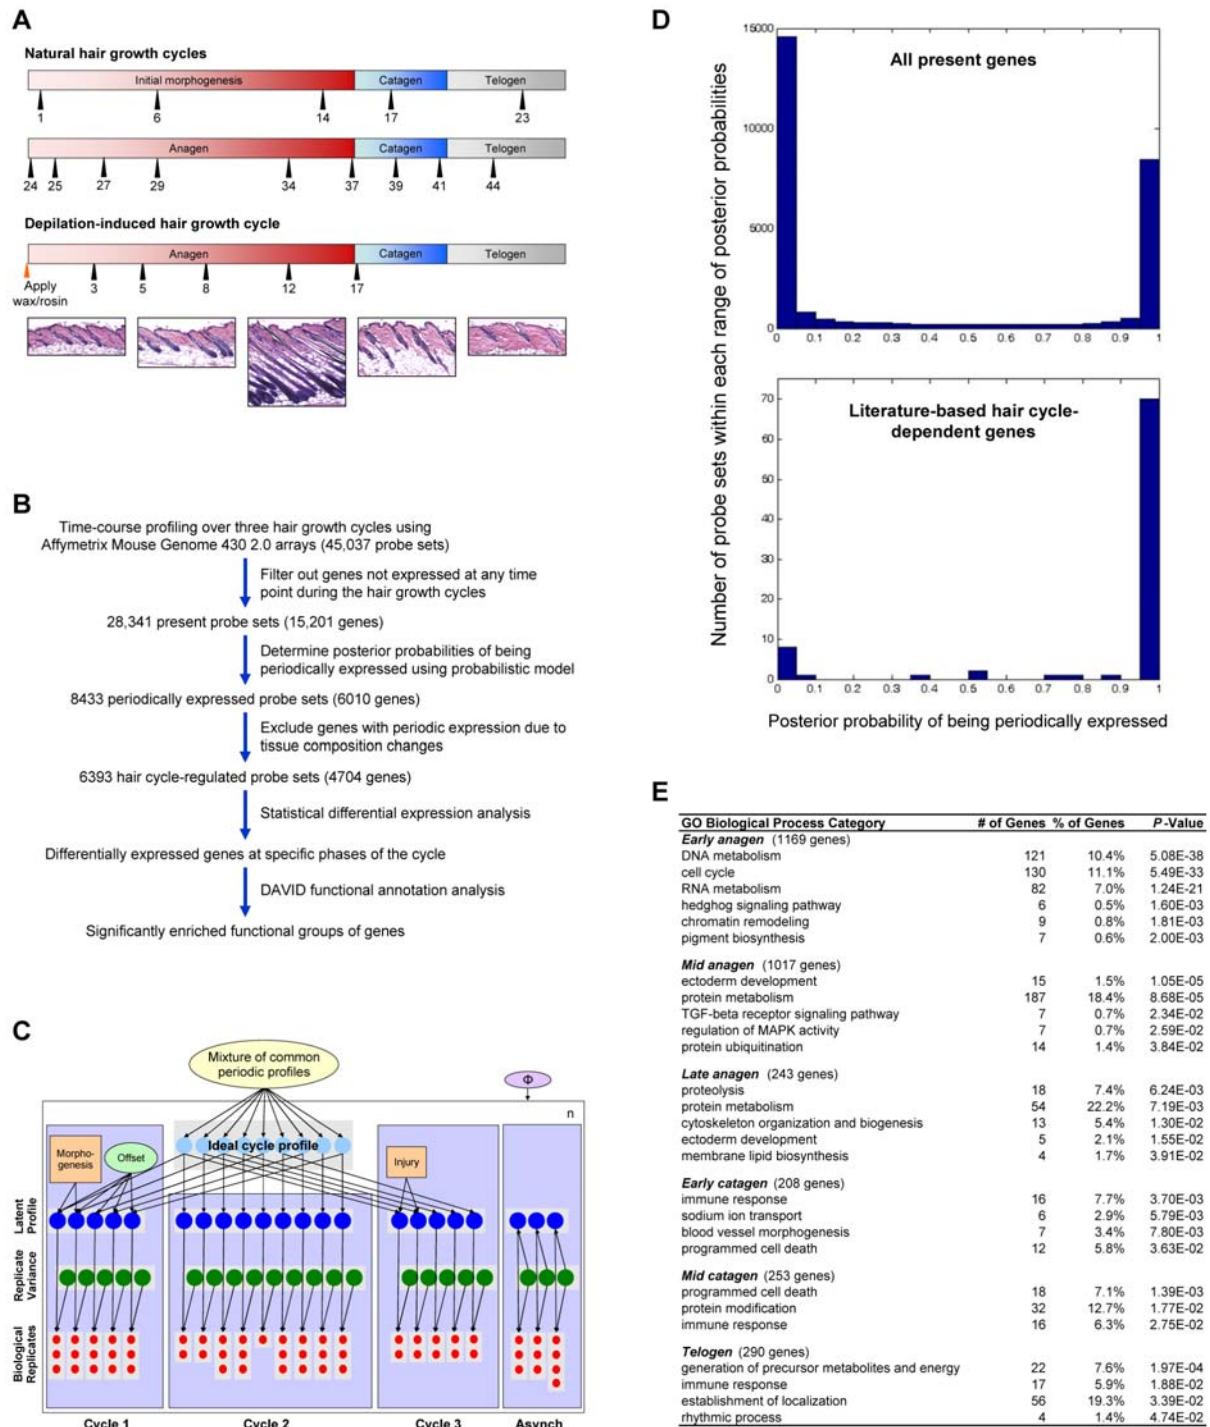 A
Natural hair growth cycles
Initial morphogenesis Catagen Telogen
1 6 14 17 23
Anagen Catagen Telogen
24 25 27 29 34 37 39 41 44
Depilation-induced hair growth cycle
Anagen Catagen Telogen
Apply wax/rosin
3 5 8 12 17
B
Time-course profiling over three hair growth cycles using
Affymetrix Mouse Genome 430 2.0 arrays (45,037 probe sets)
Filter out genes not expressed at any time
point during the hair growth cycles
28,341 present probe sets (15,201 genes)
Determine posterior probabilities of being
periodically expressed using probabilistic model
8433 periodically expressed probe sets (6010 genes)
Exclude genes with periodic expression due to
tissue composition changes
6393 hair cycle-regulated probe sets (4704 genes)
Statistical differential expression analysis
Differentially expressed genes at specific phases of the cycle
DAVID functional annotation analysis
Significantly enriched functional groups of genes
C
Mixture of common
periodic profiles
Φ
n
Morpho-
genesis
Offset
Ideal cycle profile
Injury
Latent
Profile
Replicate
Variance
Biological
Replicates
Cycle 1 Cycle 2 Cycle 3 Asynch
D
Number of probe sets within each range of posterior probabilities
All present genes
15000
10000
5000
0
0 0.1 0.2 0.3 0.4 0.5 0.6 0.7 0.8 0.9 1
Literature-based hair cycle-
dependent genes
70
60
50
40
30
20
10
0
0 0.1 0.2 0.3 0.4 0.5 0.6 0.7 0.8 0.9 1
Posterior probability of being periodically expressed
E
GO Biological Process Category # of Genes % of Genes P-Value
Early anagen (1169 genes)
DNA metabolism 121 10.4% 5.08E-38
cell cycle 130 11.1% 5.49E-33
RNA metabolism 82 7.0% 1.24E-21
hedghog signaling pathway 6 0.5% 1.60E-03
chromatin remodeling 9 0.8% 1.81E-03
pigment biosynthesis 7 0.6% 2.00E-03
Mid anagen (1017 genes)
ectoderm development 15 1.5% 1.05E-05
protein metabolism 187 18.4% 8.68E-05
TGF-beta receptor signaling pathway 7 0.7% 2.34E-02
regulation of MAPK activity 7 0.7% 2.59E-02
protein ubiquitination 14 1.4% 3.84E-02
Late anagen (243 genes)
proteolysis 18 7.4% 6.24E-03
protein metabolism 54 22.2% 7.19E-03
cytoskeleton organization and biogenesis 13 5.4% 1.30E-02
ectoderm development 5 2.1% 1.55E-02
membrane lipid biosynthesis 4 1.7% 3.91E-02
Early catagen (208 genes)
immune response 16 7.7% 3.70E-03
sodium ion transport 6 2.9% 5.79E-03
blood vessel morphogenesis 7 3.4% 7.80E-03
programmed cell death 12 5.8% 3.63E-02
Mid catagen (253 genes)
programmed cell death 18 7.1% 1.39E-03
protein modification 32 12.7% 1.77E-02
immune response 16 6.3% 2.75E-02
Telogen (290 genes)
generation of precursor metabolites and energy 22 7.6% 1.97E-04
immune response 17 5.9% 1.88E-02
establishment of localization 56 19.3% 3.39E-02
rhythmic process 4 1.4% 4.74E-02